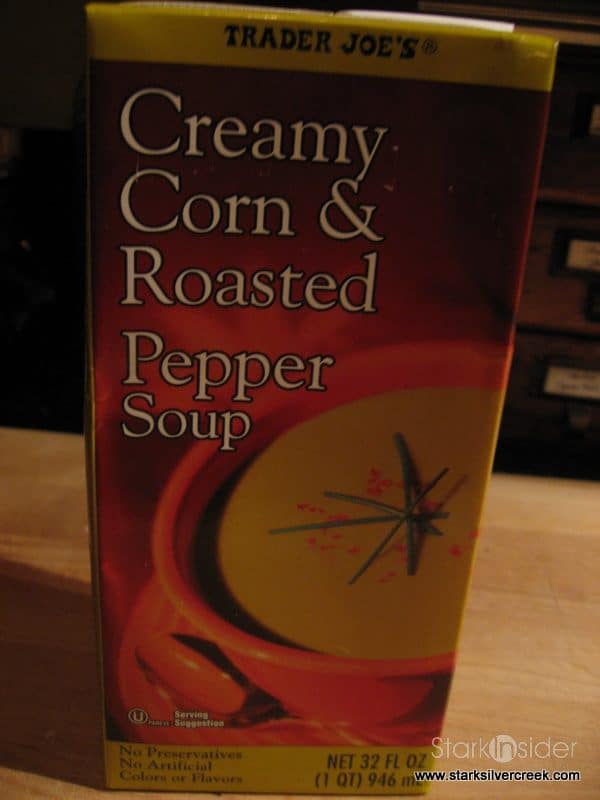 TRADER JOE'S®
Creamy
Corn &
Roasted
Pepper
Soup
U PAREVE Serving
Suggestion
No Preservatives
No Artificial
Colors or Flavors
NET 32 FL OZ
(1 QT) 946 mL
StarkInsider
www.starksilvercreek.com